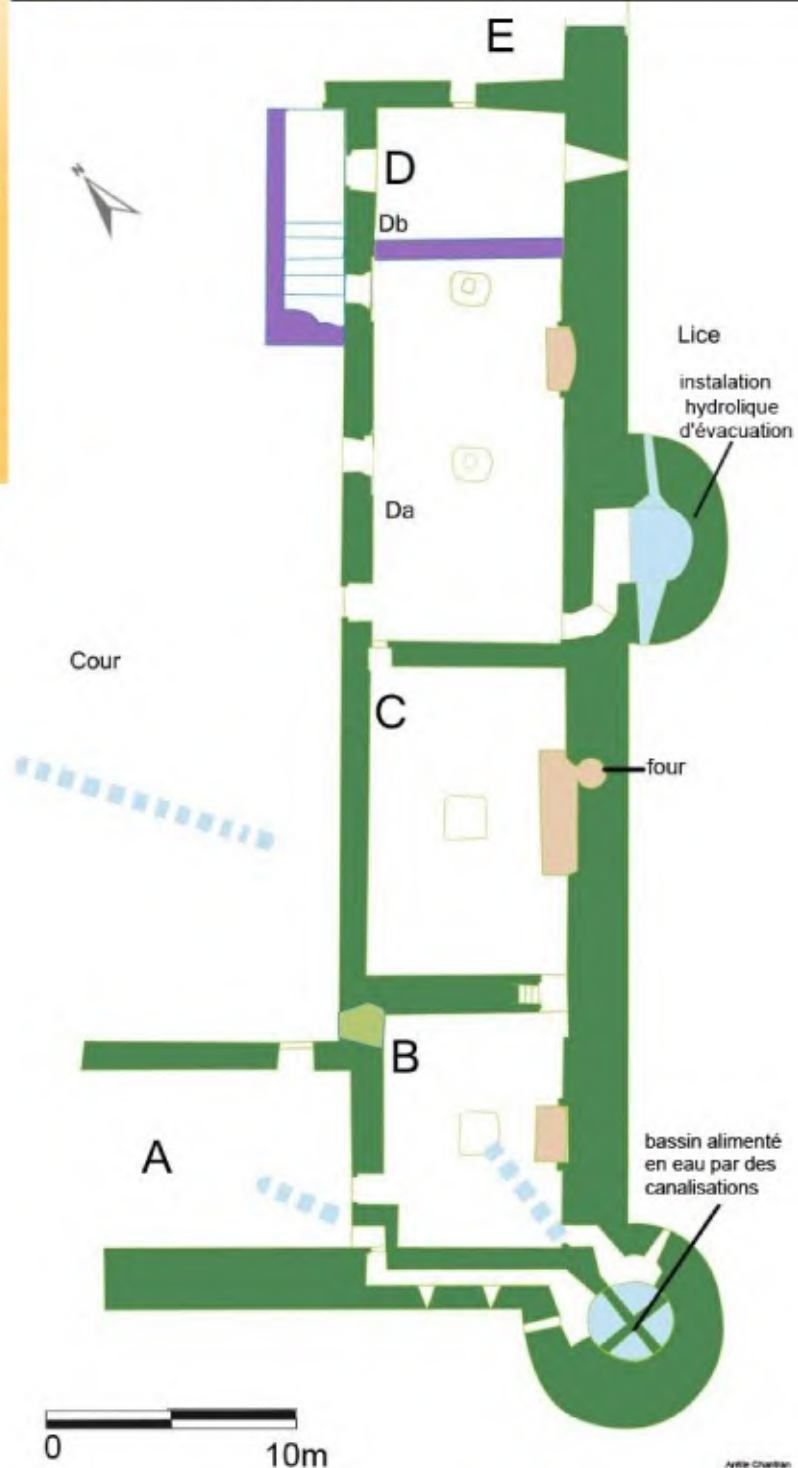 E
N
D
Db
Lice
instalation
hydrolique
d'évacuation
Da
Cour
C
four
B
A
bassin alimenté
en eau par des
canalisations
0
10m